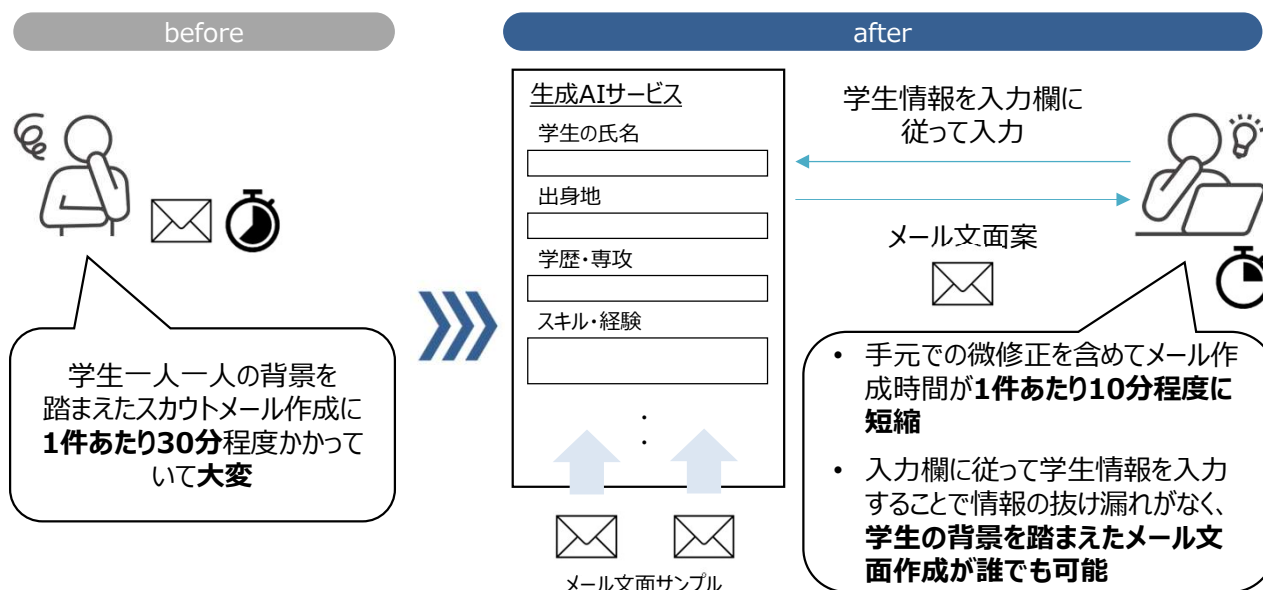 before
after
学生一人一人の背景を
踏まえたスカウトメール作成に
1件あたり30分程度かかって
いて大変
生成AIサービス
学生の氏名
出身地
学歴・専攻
スキル・経験
・
・
メール文面サンプル
学生情報を入力欄に
従って入力
メール文面案
• 手元での微修正を含めてメール作
成時間が1件あたり10分程度に
短縮
• 入力欄に従って学生情報を入力
することで情報の抜け漏れがなく、
学生の背景を踏まえたメール文
面作成が誰でも可能